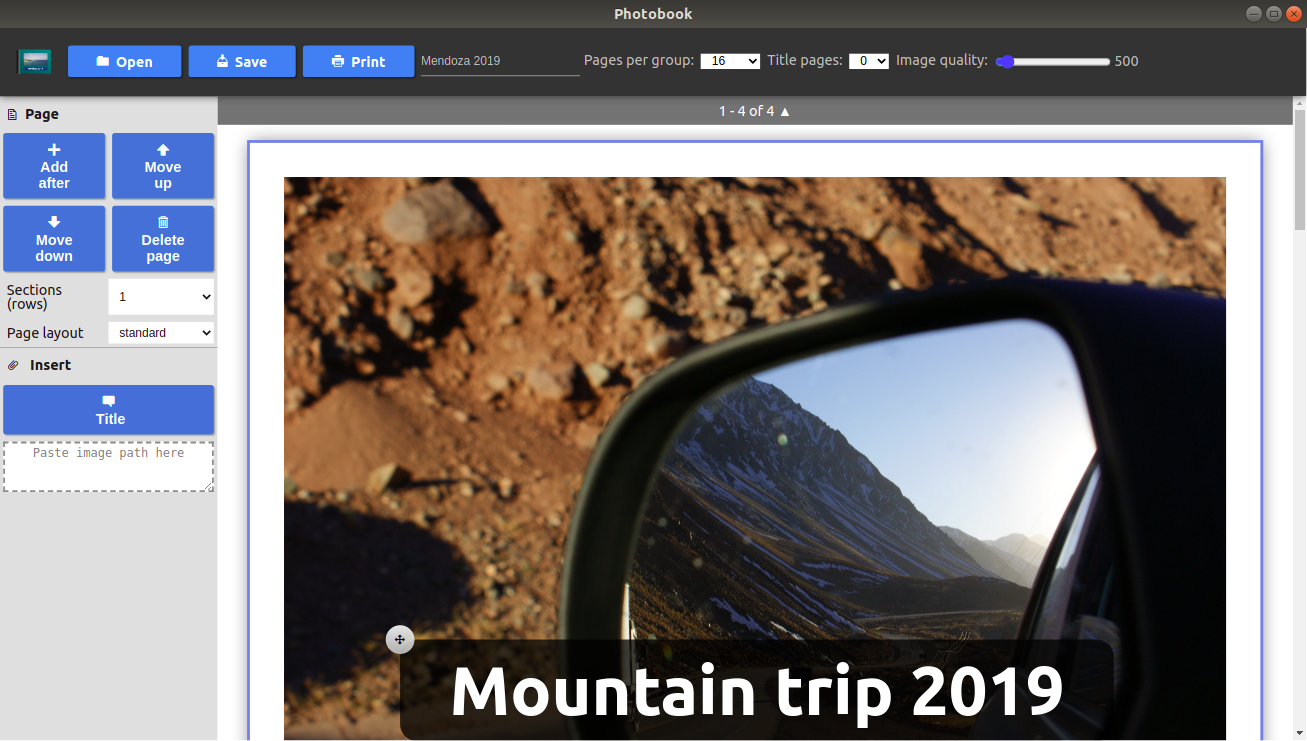 Photobook
Open
Save
Print
Mendoza 2019
Pages per group:
16
Title pages:
0
Image quality:
500
Page
1 - 4 of 4 ▲
Add
after
Move
up
Move
down
Delete
page
Sections
(rows)
1
Page layout
standard
Insert
Title
Paste image path here
Mountain trip 2019